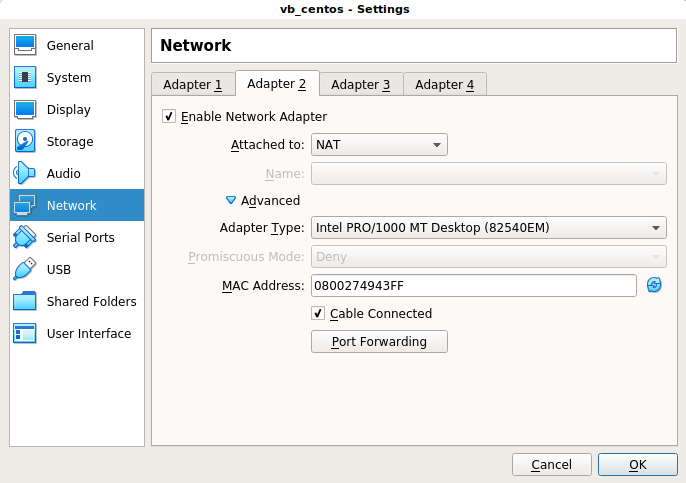 vb_centos - Settings
General
System
Display
Storage
Audio
Network
Serial Ports
USB
Shared Folders
User Interface
Network
Adapter 1 Adapter 2 Adapter 3 Adapter 4
Enable Network Adapter
Attached to: NAT
Name:
Advanced
Adapter Type: Intel PRO/1000 MT Desktop (82540EM)
Promiscuous Mode: Deny
MAC Address: 0800274943FF
Cable Connected
Port Forwarding
Cancel OK